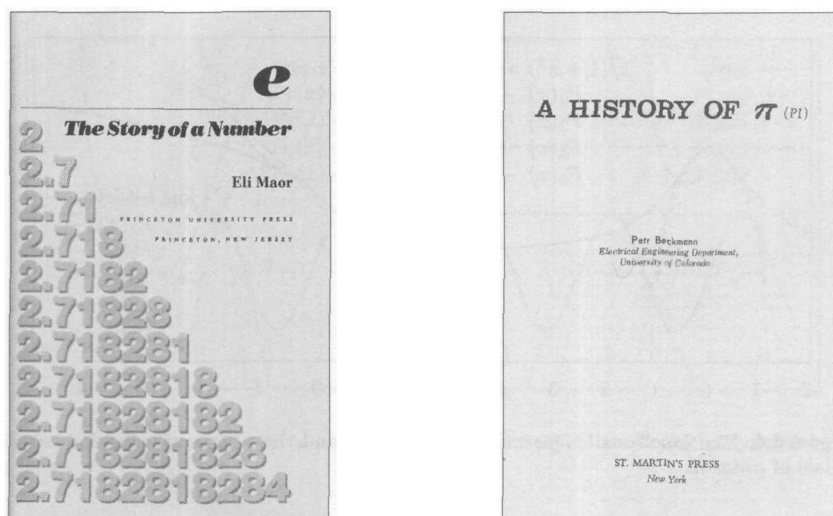 e
The Story of a Number
Eli Maor
PRINCETON UNIVERSITY PRESS
PRINCETON, NEW JERSEY
2
2.7
2.71
2.718
2.7182
2.71828
2.718281
2.7182818
2.71828182
2.718281828
2.7182818284
A HISTORY OF π (PI)
Petr Beckmann
Electrical Engineering Department,
University of Colorado
ST. MARTIN'S PRESS
New York